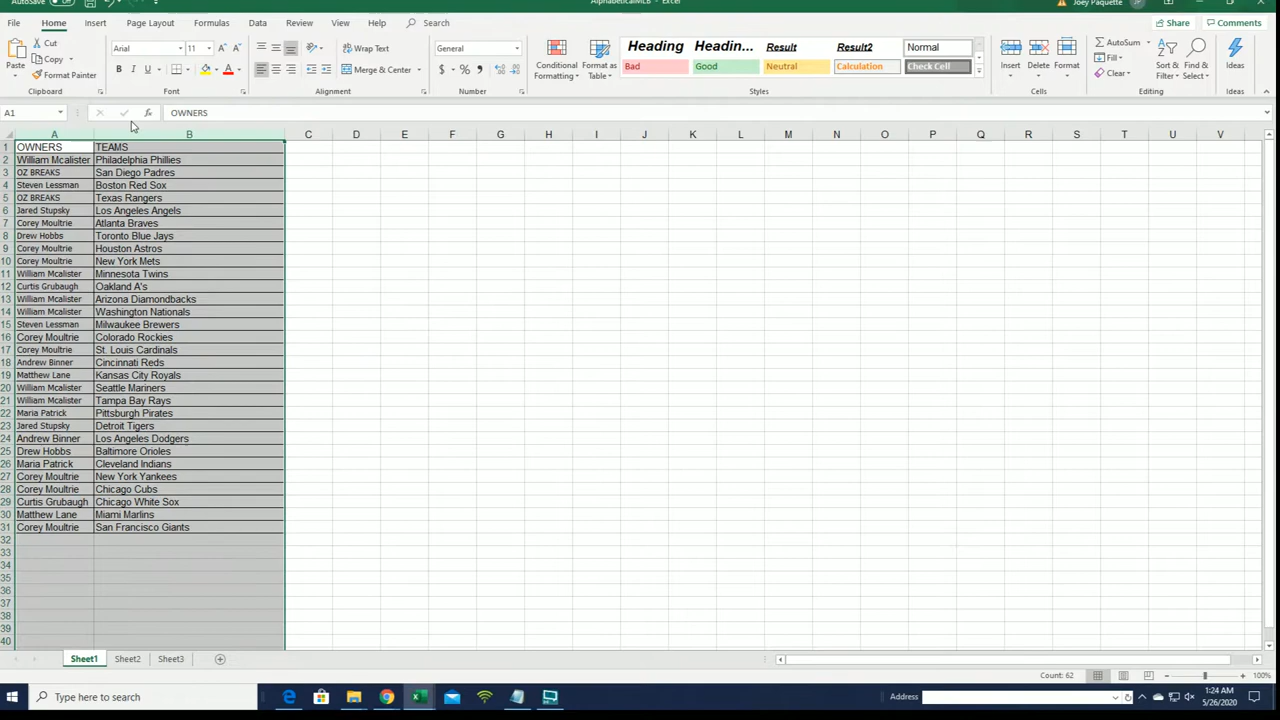 AutoSave Off AlphabeticalMLB - Excel Joey Paquette JP
File Home Insert Page Layout Formulas Data Review View Help Search Share Comments
Paste Cut Copy Format Painter Clipboard
Arial 11 A A B I U A Font
Wrap Text Merge & Center Alignment
General $ % Number
Conditional Formatting Format as Table
Heading Headin... Result Result2 Normal
Bad Good Neutral Calculation Check Cell
Styles
Insert Delete Format Cells
AutoSum Fill Clear Sort & Filter Find & Select Editing
Ideas Ideas
A1 fx OWNERS
A B C D E F G H I J K L M N O P Q R S T U V
1 OWNERS TEAMS
2 William Mcalister Philadelphia Phillies
3 OZ BREAKS San Diego Padres
4 Steven Lessman Boston Red Sox
5 OZ BREAKS Texas Rangers
6 Jared Stupsky Los Angeles Angels
7 Corey Moultrie Atlanta Braves
8 Drew Hobbs Toronto Blue Jays
9 Corey Moultrie Houston Astros
10 Corey Moultrie New York Mets
11 William Mcalister Minnesota Twins
12 Curtis Grubaugh Oakland A's
13 William Mcalister Arizona Diamondbacks
14 William Mcalister Washington Nationals
15 Steven Lessman Milwaukee Brewers
16 Corey Moultrie Colorado Rockies
17 Corey Moultrie St. Louis Cardinals
18 Andrew Binner Cincinnati Reds
19 Matthew Lane Kansas City Royals
20 William Mcalister Seattle Mariners
21 William Mcalister Tampa Bay Rays
22 Maria Patrick Pittsburgh Pirates
23 Jared Stupsky Detroit Tigers
24 Andrew Binner Los Angeles Dodgers
25 Drew Hobbs Baltimore Orioles
26 Maria Patrick Cleveland Indians
27 Corey Moultrie New York Yankees
28 Corey Moultrie Chicago Cubs
29 Curtis Grubaugh Chicago White Sox
30 Matthew Lane Miami Marlins
31 Corey Moultrie San Francisco Giants
32
33
34
35
36
37
38
39
40
Sheet1 Sheet2 Sheet3
Count: 62 100%
Type here to search Address 1:24 AM
5/26/2020